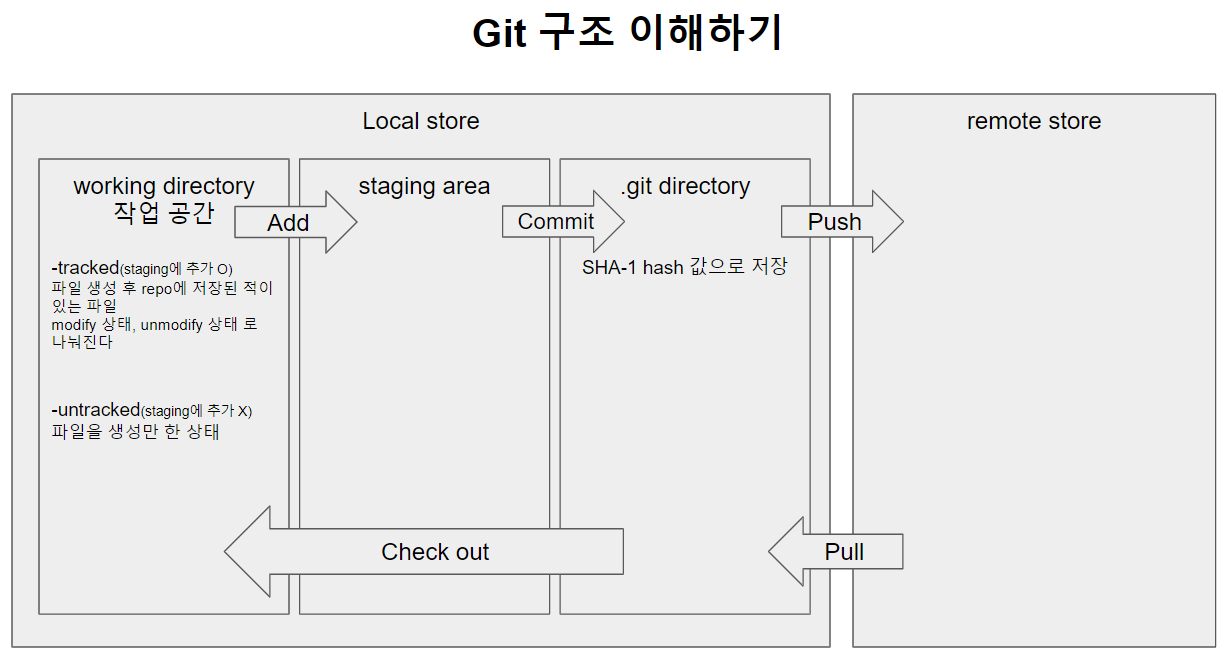 Git 구조 이해하기
Local store
remote store
working directory
작업 공간
staging area
.git directory
Add
Commit
Push
-tracked(staging에 추가 O)
파일 생성 후 repo에 저장된 적이
있는 파일
modify 상태, unmodify 상태 로
나눠진다
SHA-1 hash 값으로 저장
-untracked(staging에 추가 X)
파일을 생성만 한 상태
Check out
Pull